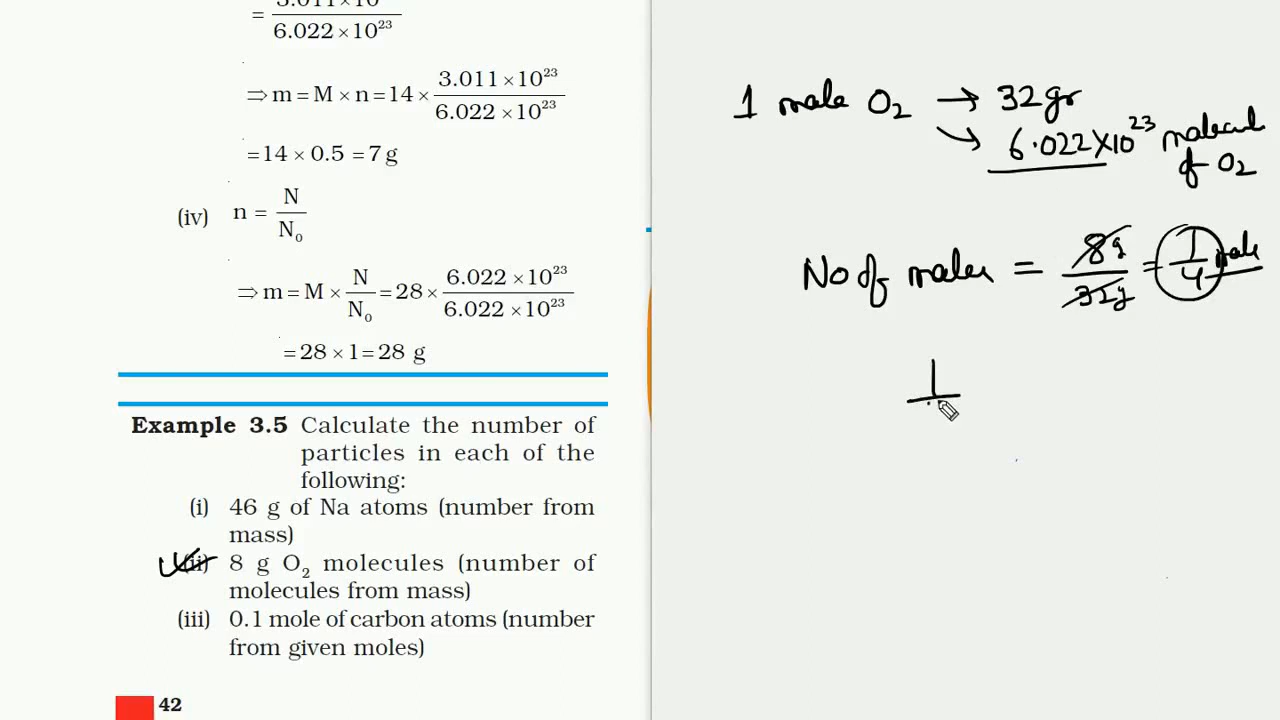 = 3.011×10 / 6.022×10²³
⇒ m = M × n = 14 × 3.011×10²³ / 6.022×10²³
= 14 × 0.5 = 7 g
(iv) n = N / N₀
⇒ m = M × N / N₀ = 28 × 6.022×10²³ / 6.022×10²³
= 28 × 1 = 28 g
Example 3.5 Calculate the number of
particles in each of the
following:
(i) 46 g of Na atoms (number from
mass)
(ii) 8 g O₂ molecules (number of
molecules from mass)
(iii) 0.1 mole of carbon atoms (number
from given moles)
42
1 mole O₂ → 32gr
→ 6.022×10²³ molecul
of O₂
No of moles = 8g / 32g = 1/4 mole
1